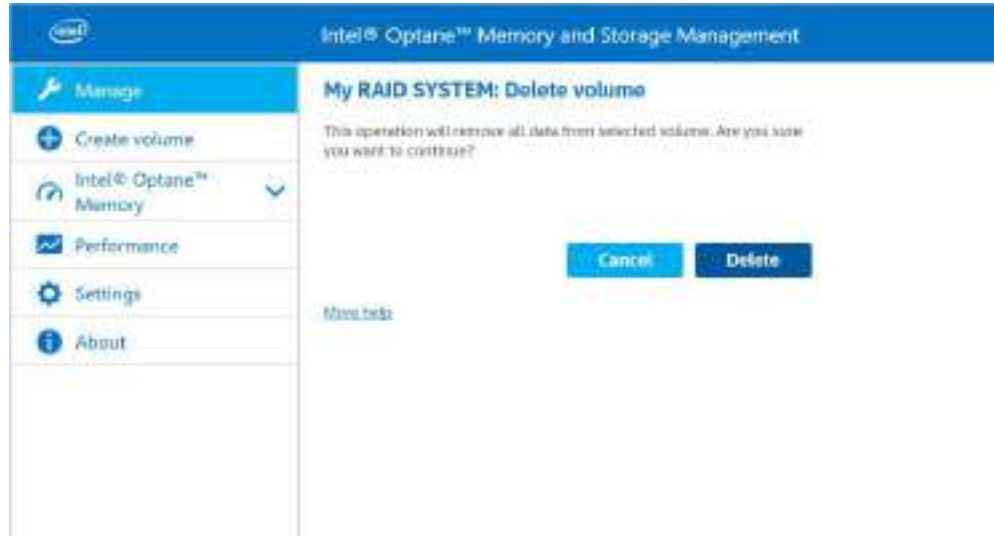 intel
Intel® Optane™ Memory and Storage Management
Manage
Create volume
Intel® Optane™
Memory
Performance
Settings
About
My RAID SYSTEM: Delete volume
This operation will remove all data from selected volume. Are you sure
you want to continue?
Cancel
Delete
More help